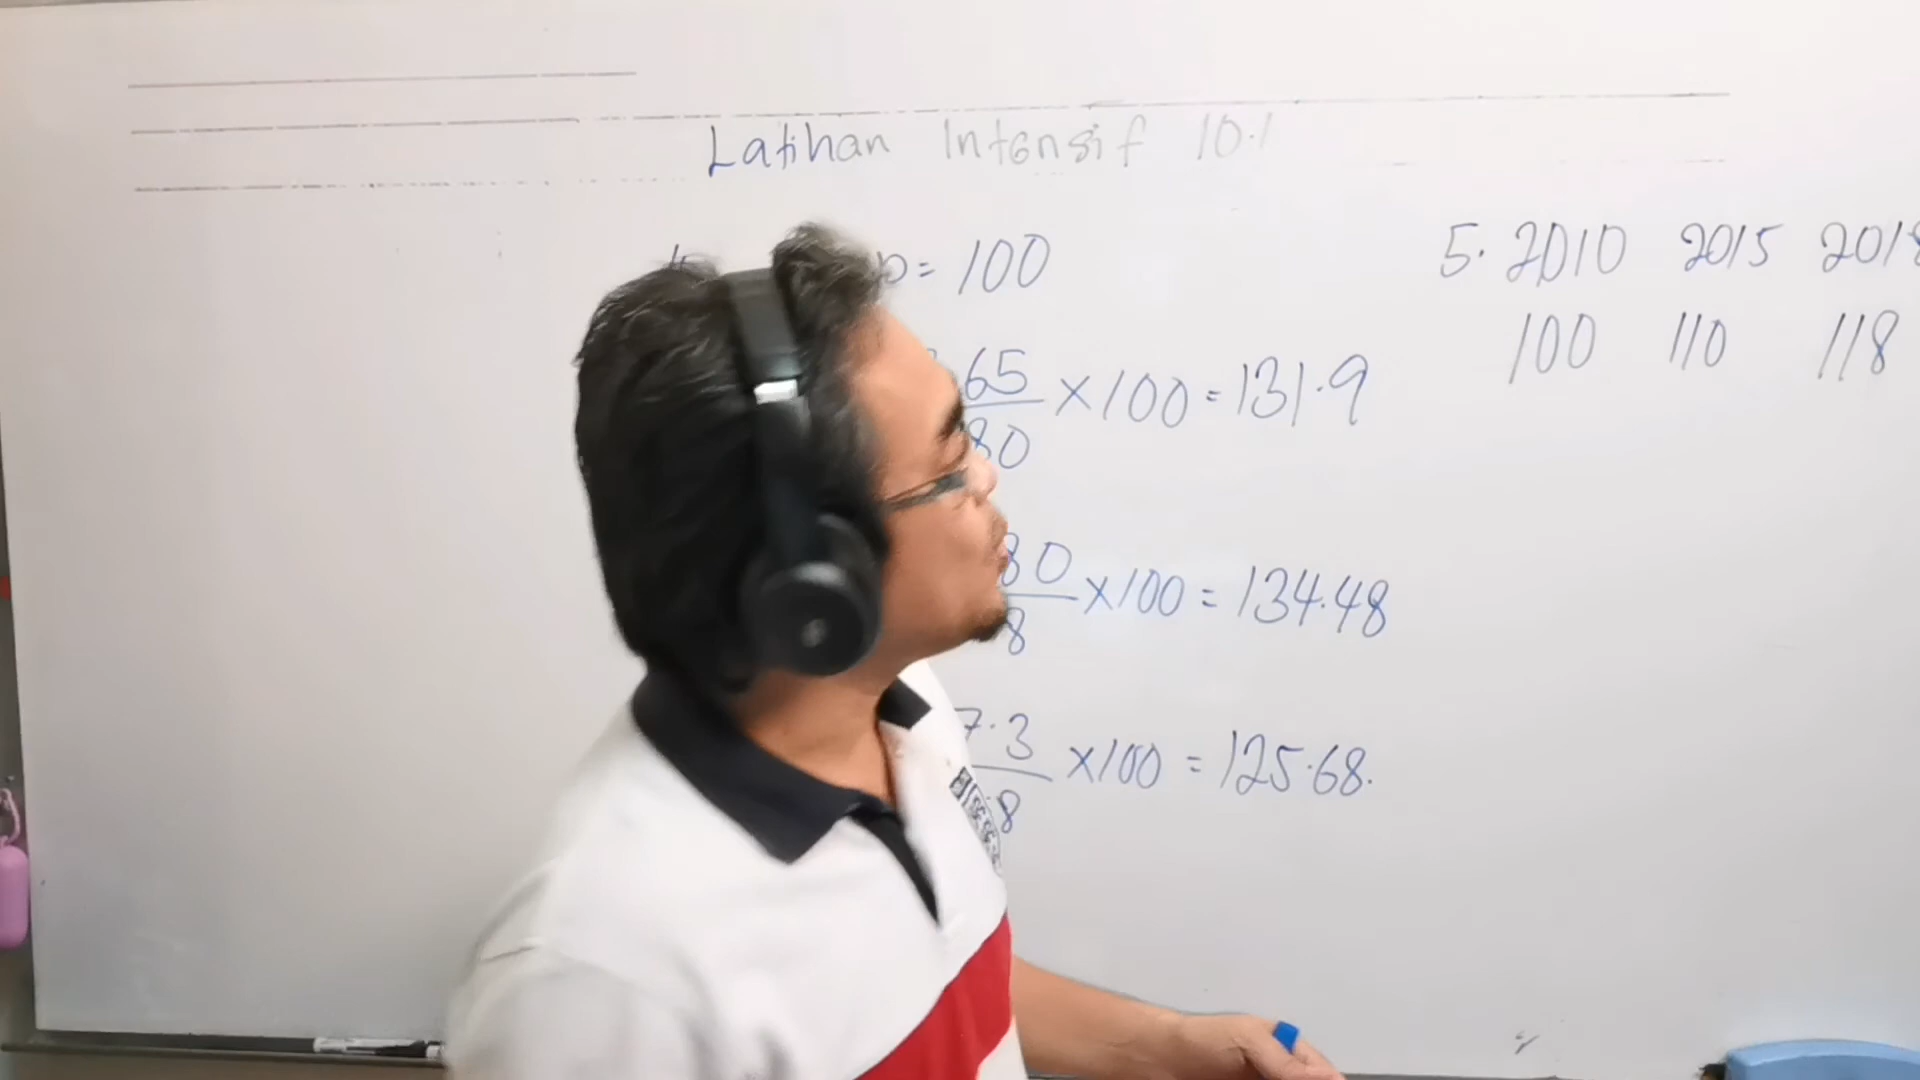 Latihan Intensif 10.1
= 100
5. 2010 2015 2018
100 110 118
65
× 100 = 131.9
80
80
× 100 = 134.48
8
7.3
× 100 = 125.68.
8